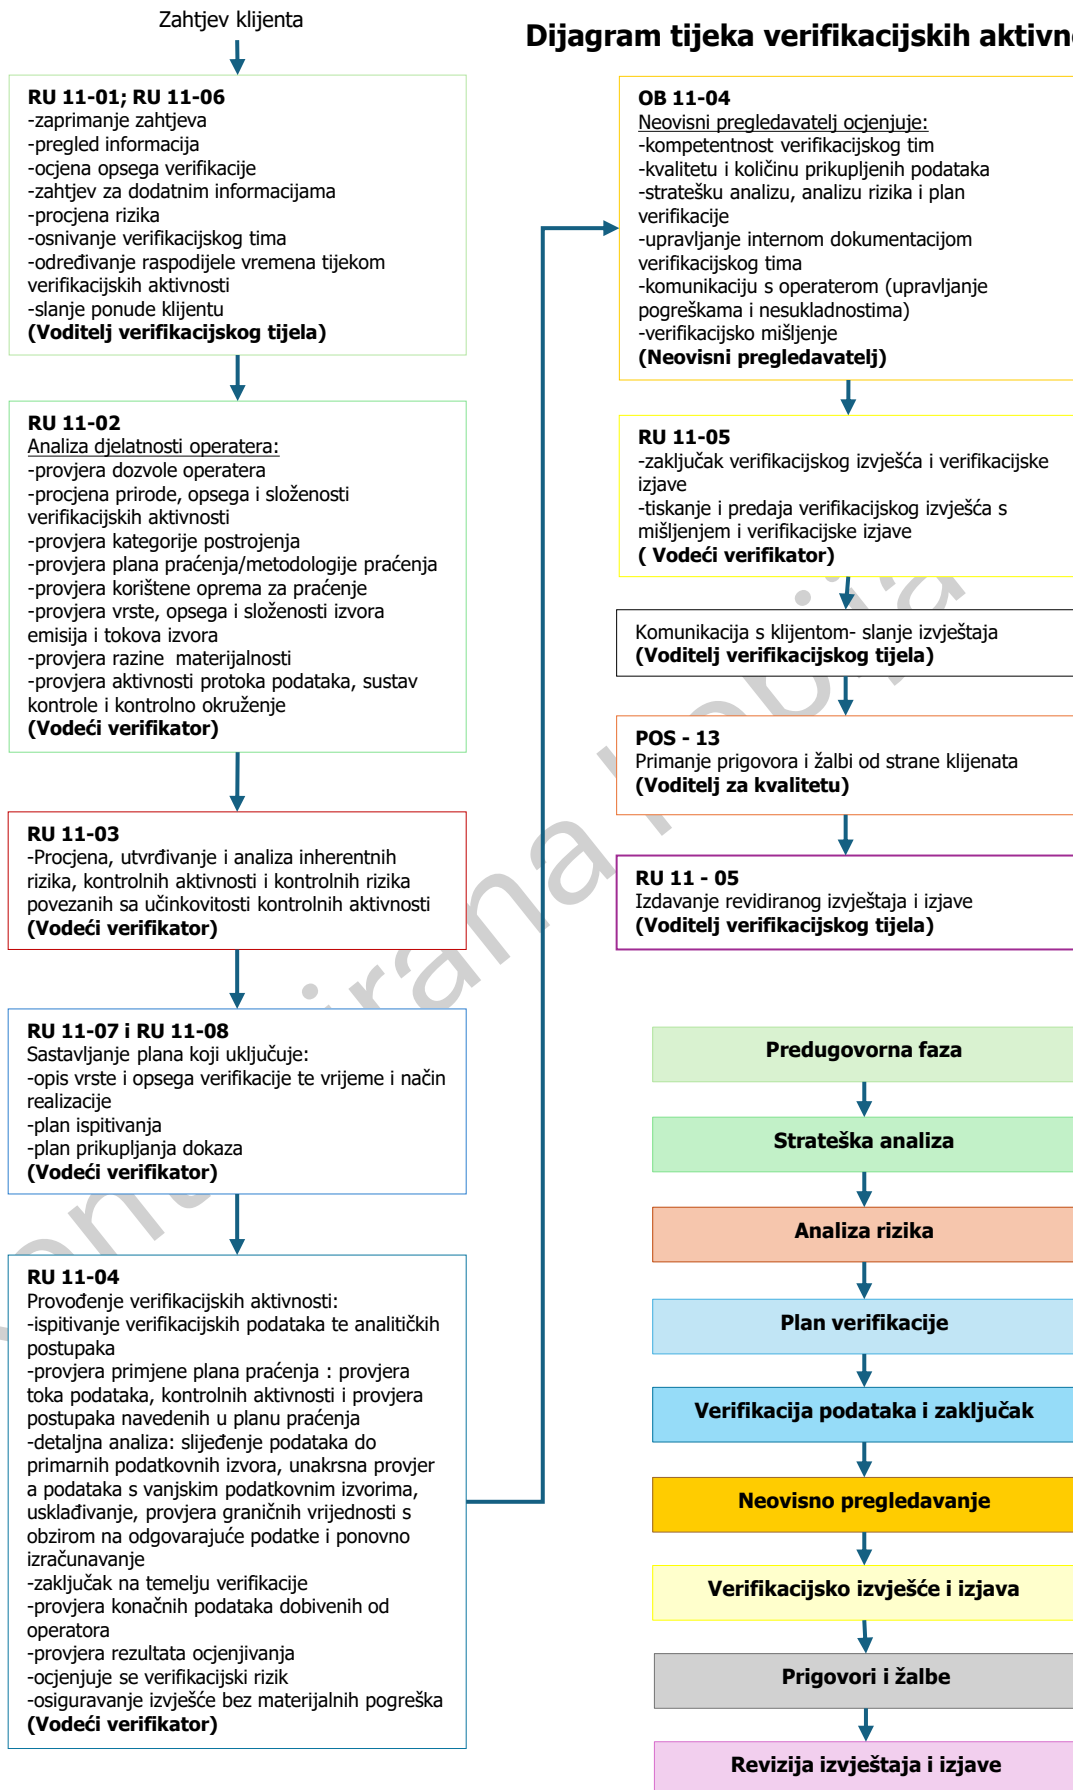 Zahtjev klijenta
Dijagram tijeka verifikacijskih
RU 11-01; RU 11-06
-zaprimanje zahtjeva
-pregled informacija
-ocjena opsega verifikacije
-zahtjev za dodatnim informacijama
-procjena rizika
-osnivanje verifikacijskog tima
-određivanje raspodijele vremena tijekom
verifikacijskih aktivnosti
-slanje ponude klijentu
(Voditelj verifikacijskog tijela)
RU 11-02
Analiza djelatnosti operatera:
-provjera dozvole operatera
-procjena prirode, opsega i složenosti
verifikacijskih aktivnosti
-provjera kategorije postrojenja
-provjera plana praćenja/metodologije praćenja
-provjera korištene oprema za praćenje
-provjera vrste, opsega i složenosti izvora
emisija i tokova izvora
-provjera razine  materijalnosti
-provjera aktivnosti protoka podataka, sustav
kontrole i kontrolno okruženje
(Vodeći verifikator)
RU 11-03
-Procjena, utvrđivanje i analiza inherentnih
rizika, kontrolnih aktivnosti i kontrolnih rizika
povezanih sa učinkovitosti kontrolnih aktivnosti
(Vodeći verifikator)
RU 11-07 i RU 11-08
Sastavljanje plana koji uključuje:
-opis vrste i opsega verifikacije te vrijeme i način
realizacije
-plan ispitivanja
-plan prikupljanja dokaza
(Vodeći verifikator)
RU 11-04
Provođenje verifikacijskih aktivnosti:
-ispitivanje verifikacijskih podataka te analitičkih
postupaka
-provjera primjene plana praćenja : provjera
toka podataka, kontrolnih aktivnosti i provjera
postupaka navedenih u planu praćenja
-detaljna analiza: slijeđenje podataka do
primarnih podatkovnih izvora, unakrsna provjer
a podataka s vanjskim podatkovnim izvorima,
usklađivanje, provjera graničnih vrijednosti s
obzirom na odgovarajuće podatke i ponovno
izračunavanje
-zaključak na temelju verifikacije
-provjera konačnih podataka dobivenih od
operatora
-provjera rezultata ocjenjivanja
-ocjenjuje se verifikacijski rizik
-osiguravanje izvješće bez materijalnih pogreška
(Vodeći verifikator)
OB 11-04
Neovisni pregledavatelj ocjenjuje:
-kompetentnost verifikacijskog tim
-kvalitetu i količinu prikupljenih podataka
-stratešku analizu, analizu rizika i plan
verifikacije
-upravljanje internom dokumentacijom
verifikacijskog tima
-komunikaciju s operaterom (upravljanje
pogreškama i nesukladnostima)
-verifikacijsko mišljenje
(Neovisni pregledavatelj)
RU 11-05
-zaključak verifikacijskog izvješća i verifikacijske
izjave
-tiskanje i predaja verifikacijskog izvješća s
mišljenjem i verifikacijske izjave
( Vodeći verifikator)
Komunikacija s klijentom- slanje izvještaja
(Voditelj verifikacijskog tijela)
POS - 13
Primanje prigovora i žalbi od strane klijenata
(Voditelj za kvalitetu)
RU 11 - 05
Izdavanje revidiranog izvještaja i izjave
(Voditelj verifikacijskog tijela)
Predugovorna faza
Strateška analiza
Analiza rizika
Plan verifikacije
Verifikacija podataka i zaključak
Neovisno pregledavanje
Verifikacijsko izvješće i izjava
Prigovori i žalbe
Revizija izvještaja i izjave